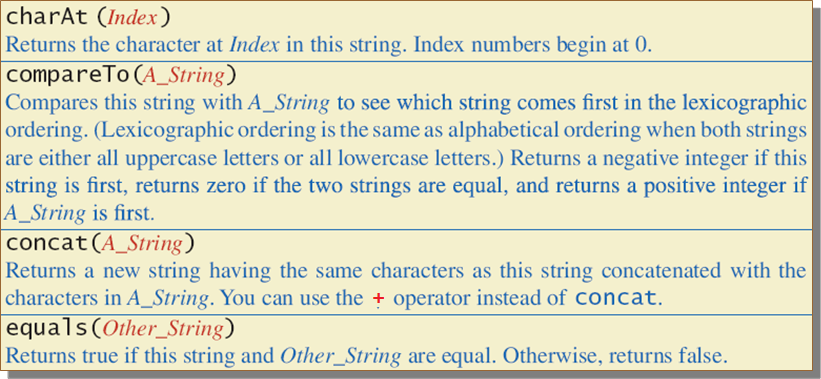 charAt (Index)
Returns the character at Index in this string. Index numbers begin at 0.
compareTo(A_String)
Compares this string with A_String to see which string comes first in the lexicographic
ordering. (Lexicographic ordering is the same as alphabetical ordering when both strings
are either all uppercase letters or all lowercase letters.) Returns a negative integer if this
string is first, returns zero if the two strings are equal, and returns a positive integer if
A_String is first.
concat(A_String)
Returns a new string having the same characters as this string concatenated with the
characters in A_String. You can use the + operator instead of concat.
equals(Other_String)
Returns true if this string and Other_String are equal. Otherwise, returns false.